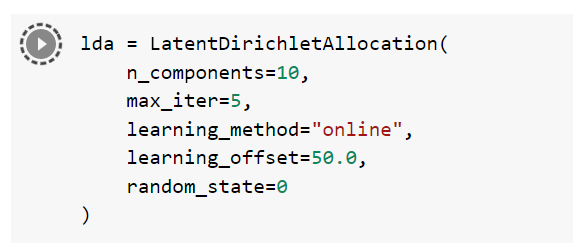 lda = LatentDirichletAllocation(
    n_components=10,
    max_iter=5,
    learning_method="online",
    learning_offset=50.0,
    random_state=0
)